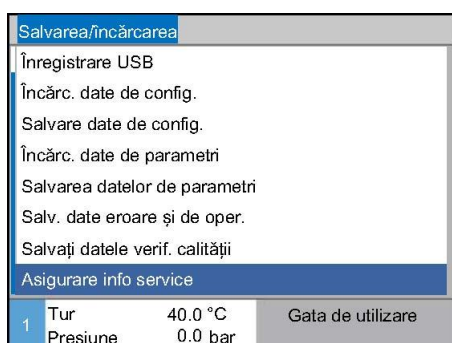 Salvarea/încărcarea
Înregistrare USB
Încărc. date de config.
Salvare date de config.
Încărc. date de parametri
Salvarea datelor de parametri
Salv. date eroare și de oper.
Salvați datele verif. calității
Asigurare info service
1 Tur 40.0 °C Gata de utilizare
Presiune 0.0 bar